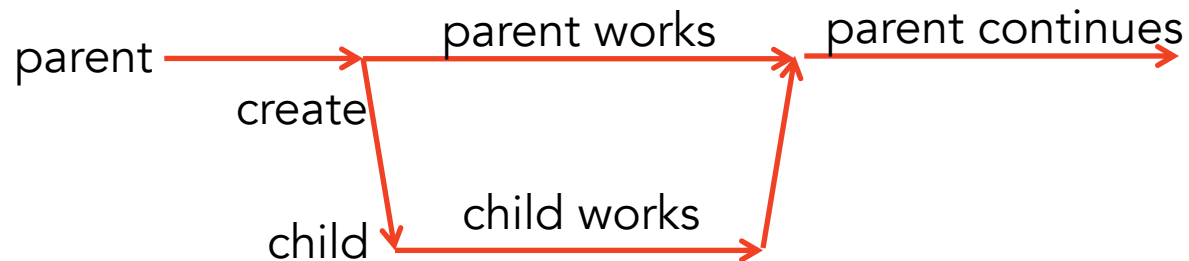 parent
parent works
parent continues
create
child works
child